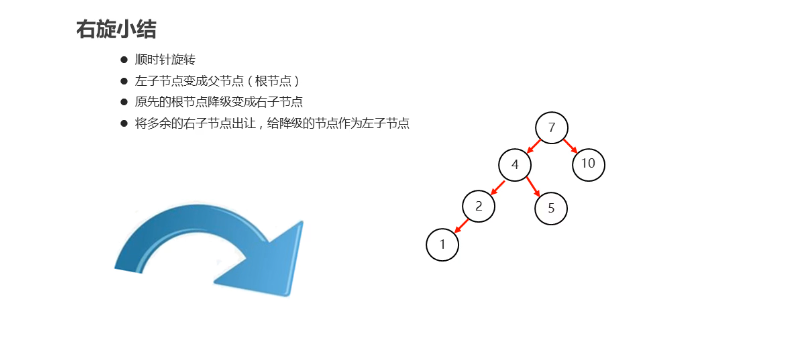 右旋小结
● 顺时针旋转
● 左子节点变成父节点（根节点）
● 原先的根节点降级变成右子节点
● 将多余的右子节点出让，给降级的节点作为左子节点
7
4
10
2
5
1